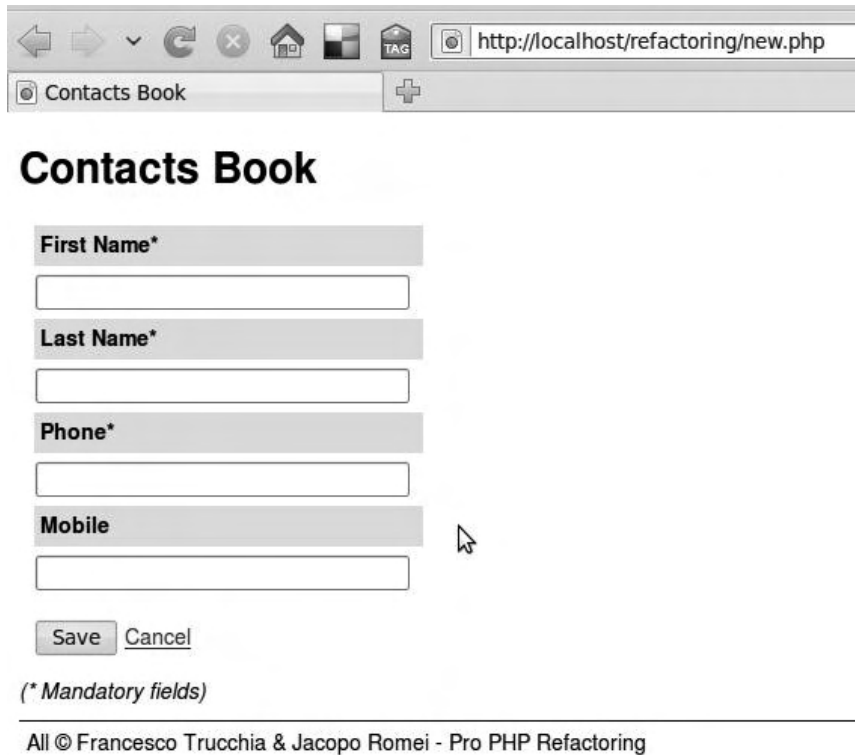 TAG
http://localhost/refactoring/new.php
Contacts Book
Contacts Book
First Name*
Last Name*
Phone*
Mobile
Save Cancel
(* Mandatory fields)
All © Francesco Trucchia & Jacopo Romei - Pro PHP Refactoring